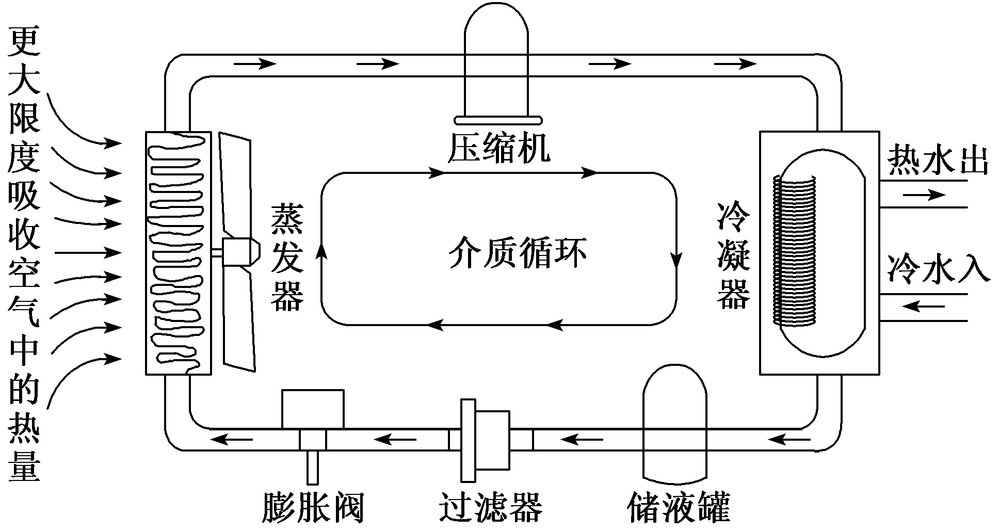 更大限度吸收空气中的热量
压缩机
热水出
蒸发器
介质循环
冷凝器
冷水入
膨胀阀
过滤器
储液罐